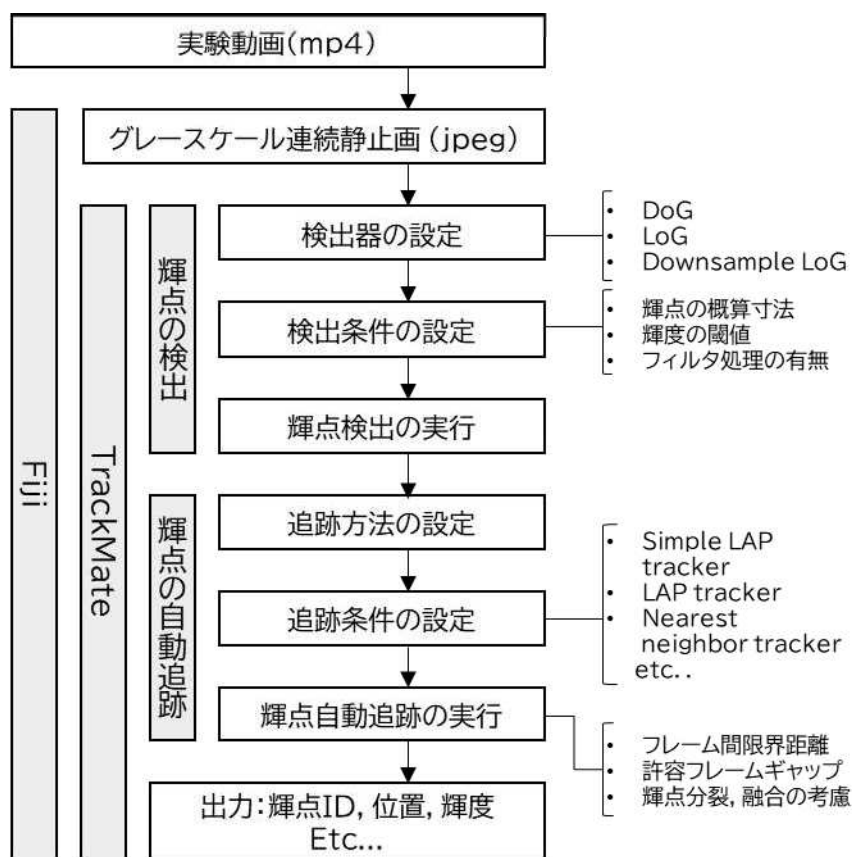 実験動画(mp4)
グレースケール連続静止画(jpeg)
検出器の設定
• DoG
• LoG
• Downsample LoG
検出条件の設定
• 輝点の概算寸法
• 輝度の閾値
• フィルタ処理の有無
輝点検出の実行
輝点の検出
追跡方法の設定
• Simple LAP
tracker
• LAP tracker
• Nearest
neighbor tracker
etc..
追跡条件の設定
輝点自動追跡の実行
• フレーム間限界距離
• 許容フレームギャップ
• 輝点分裂, 融合の考慮
輝点の自動追跡
TrackMate
Fiji
出力:輝点ID, 位置, 輝度
Etc...